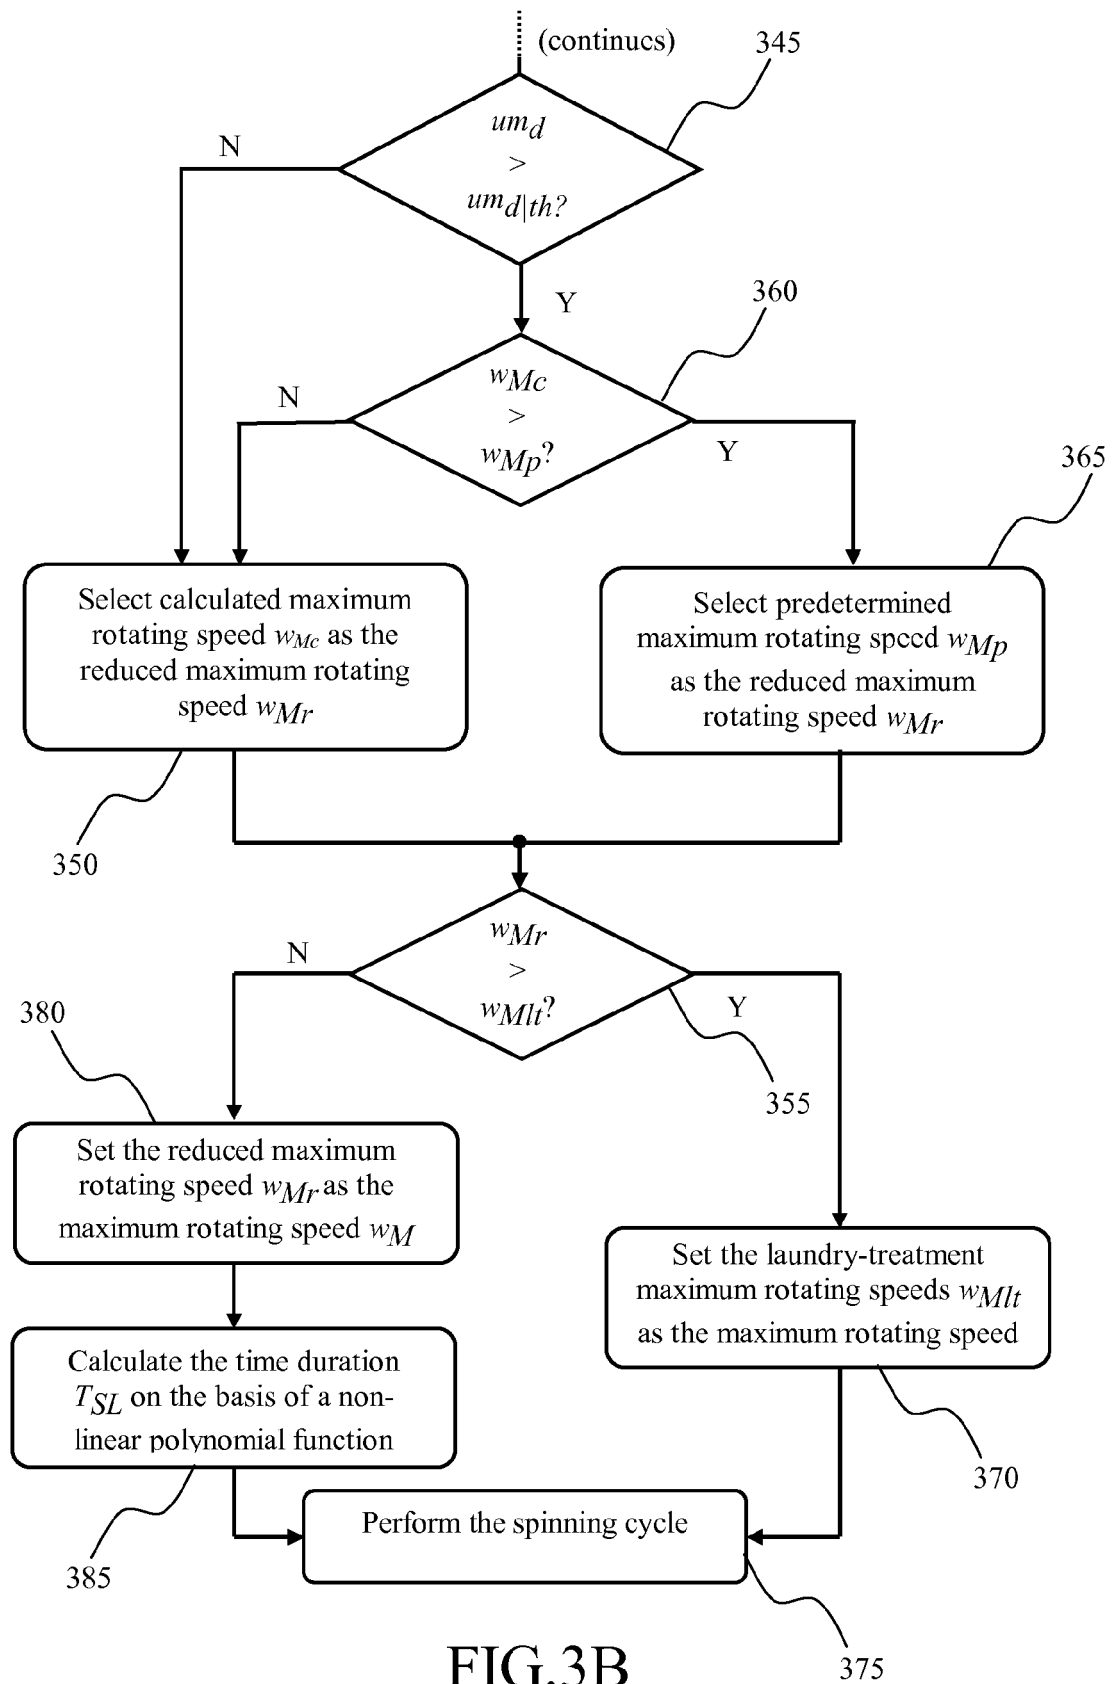 (continucs)
345
um_d
>
um_d|th?
N
Y
360
w_Mc
>
w_Mp?
N
Y
365
Select calculated maximum
rotating speed w_Mc as the
reduced maximum rotating
speed w_Mr
Select predetermined
maximum rotating speed w_Mp
as the reduced maximum
rotating speed w_Mr
350
w_Mr
>
w_Mlt?
N
Y
380
355
Set the reduced maximum
rotating speed w_Mr as the
maximum rotating speed w_M
Set the laundry-treatment
maximum rotating speeds w_Mlt
as the maximum rotating speed
Calculate the time duration
T_SL on the basis of a non-
linear polynomial function
370
Perform the spinning cycle
385
375
FIG.3B